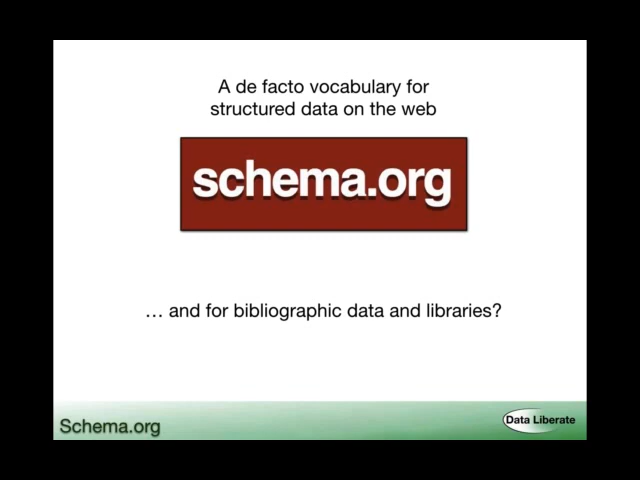 A de facto vocabulary for
structured data on the web
schema.org
… and for bibliographic data and libraries?
Schema.org
Data Liberate